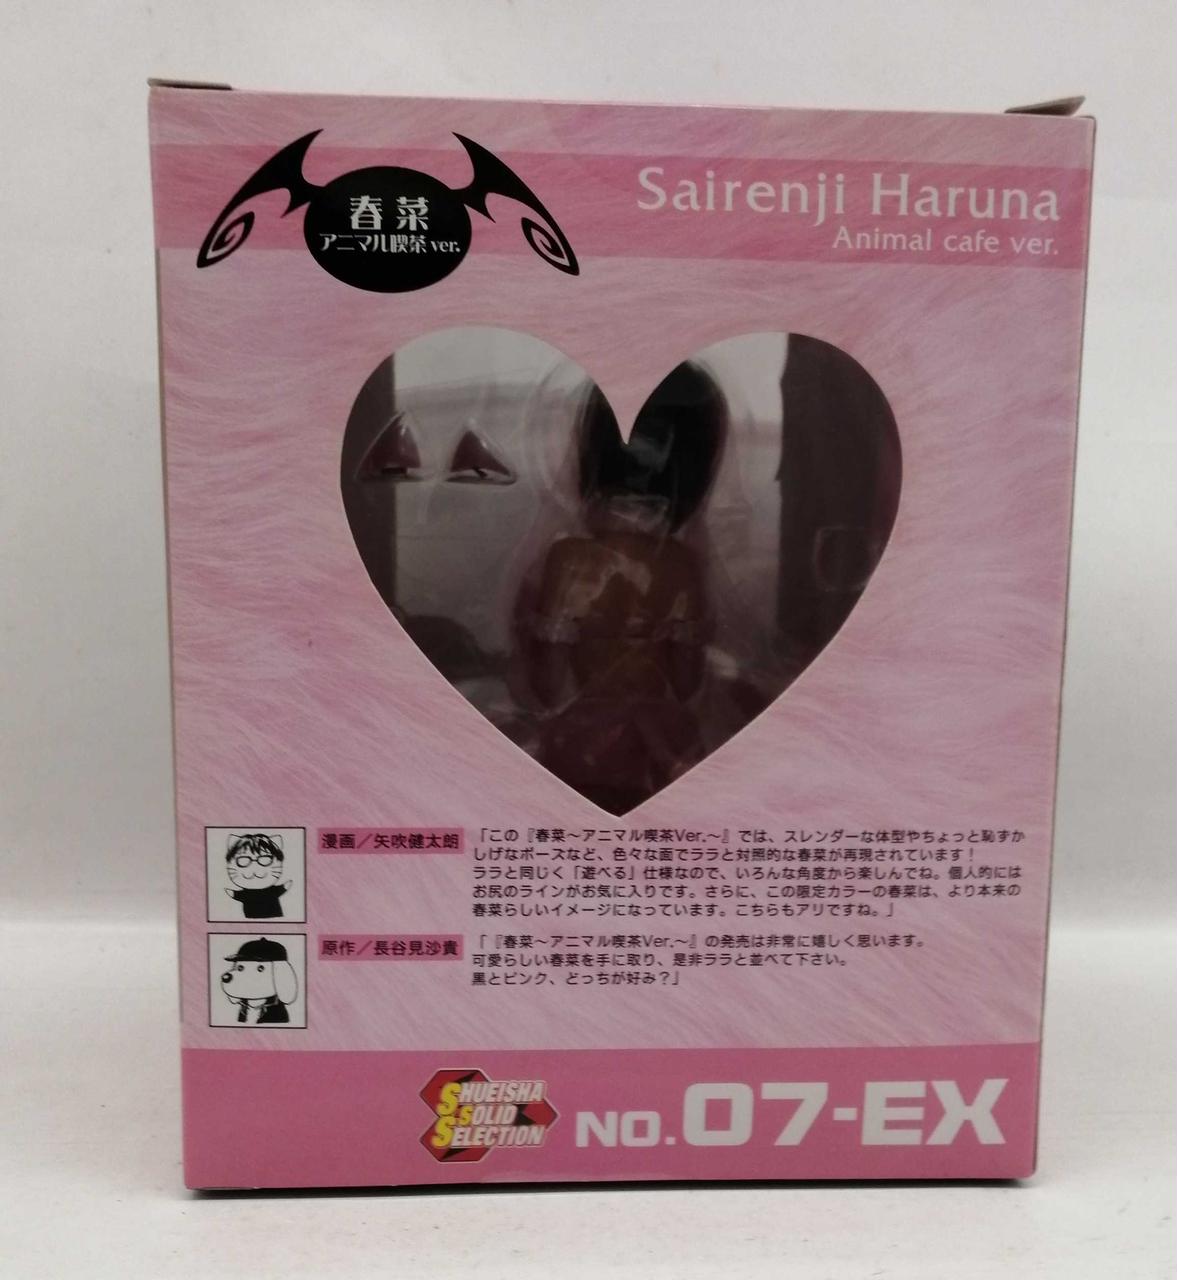 春菜
アニマル喫茶 ver.
Sairenji Haruna
Animal cafe ver.
漫画／矢吹健太朗
「この『春菜〜アニマル喫茶Ver.〜』では、スレンダーな体型やちょっと恥ずか
しげなポーズなど、色々な面でララと対照的な春菜が再現されています！
ララと同じく「遊べる」仕様なので、いろんな角度から楽しんでね。個人的には
お尻のラインがお気に入りです。さらに、この限定カラーの春菜は、より本来の
春菜らしいイメージになっています。こちらもアリですね。」
原作／長谷見沙貴
「『春菜〜アニマル喫茶Ver.〜』の発売は非常に嬉しく思います。
可愛らしい春菜を手に取り、是非ララと並べて下さい。
黒とピンク、どっちが好み？」
SHUEISHA
SOLID
SELECTION
NO.07-EX